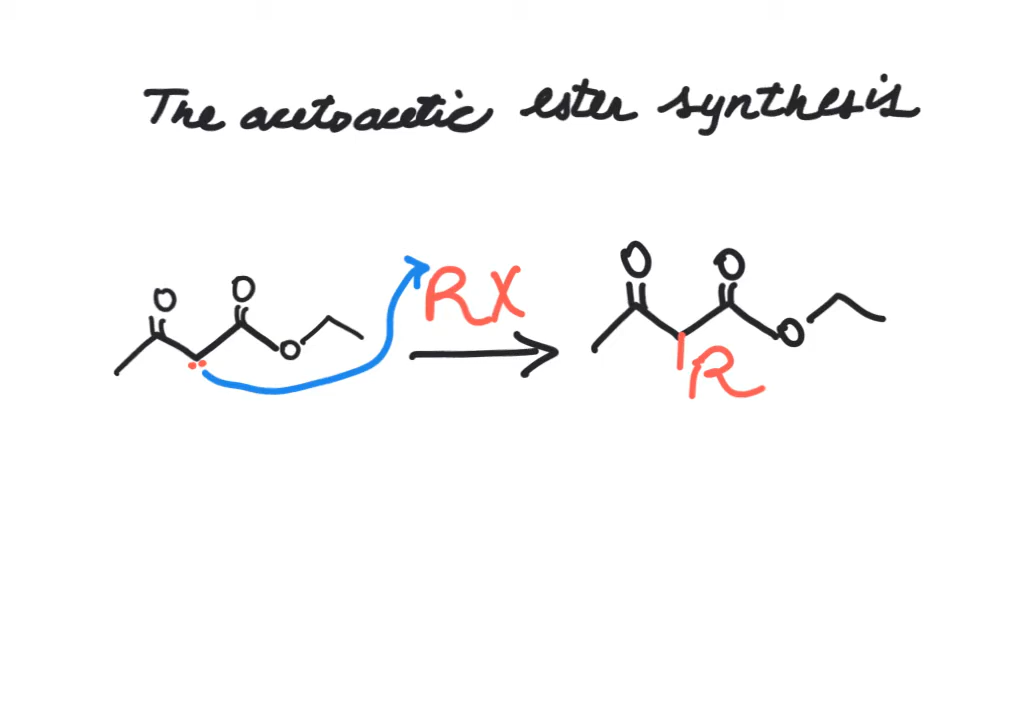 The acetoacetic ester synthesis
O O O RX O O O
R